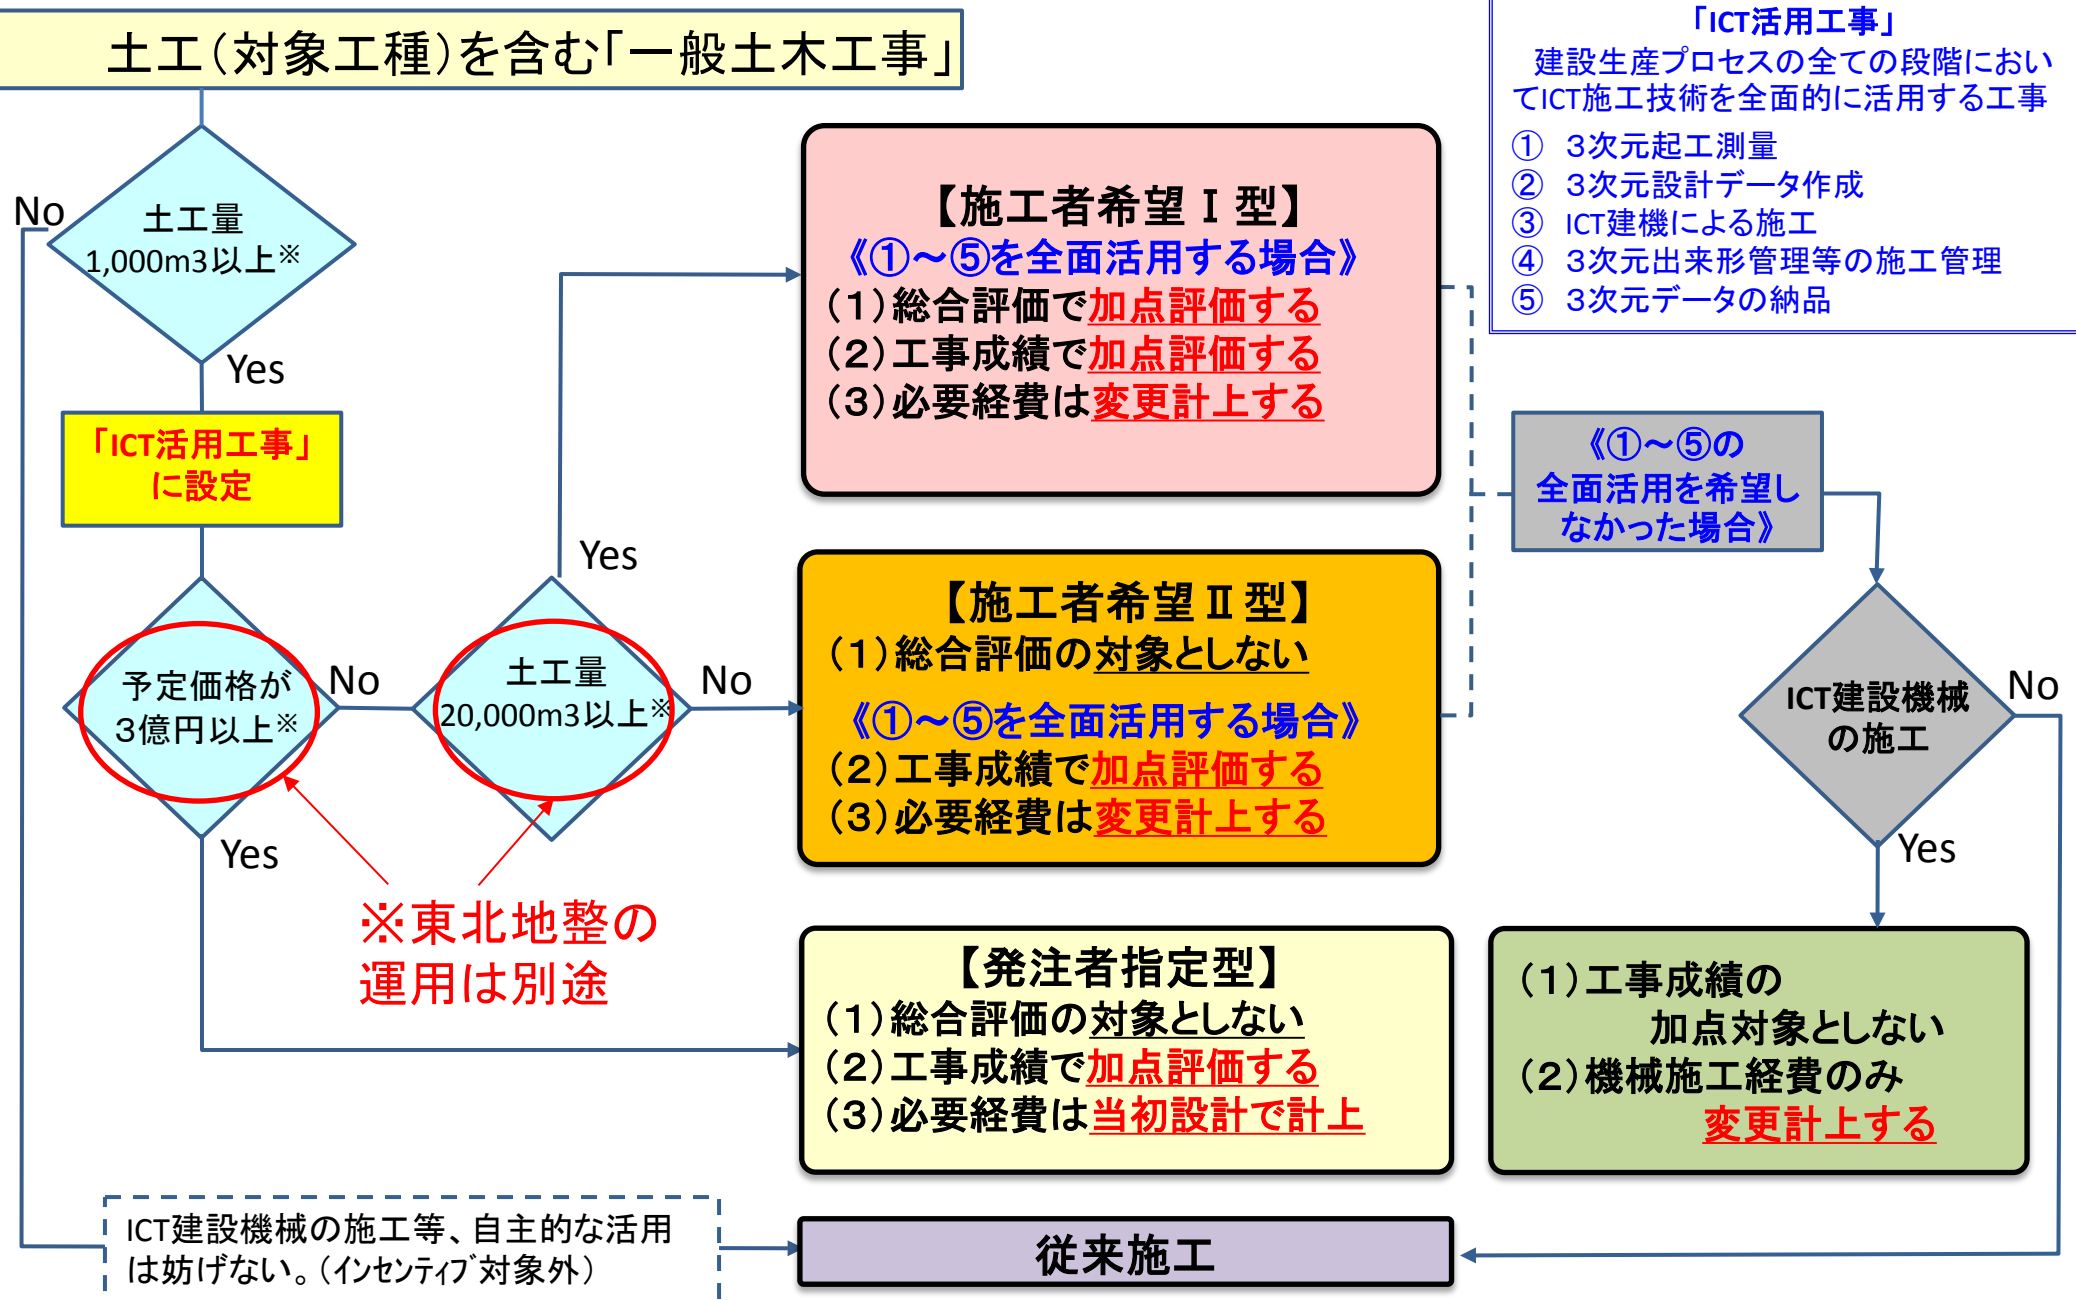 土工(対象工種)を含む「一般土木工事」
「ICT活用工事」
建設生産プロセスの全ての段階におい
てICT施工技術を全面的に活用する工事
① 3次元起工測量
② 3次元設計データ作成
③ ICT建機による施工
④ 3次元出来形管理等の施工管理
⑤ 3次元データの納品
No
土工量
1,000m3以上※
Yes
「ICT活用工事」
に設定
予定価格が
3億円以上※
No
Yes
土工量
20,000m3以上※
Yes
No
※東北地整の
運用は別途
【施工者希望Ⅰ型】
《①～⑤を全面活用する場合》
(1)総合評価で加点評価する
(2)工事成績で加点評価する
(3)必要経費は変更計上する
【施工者希望Ⅱ型】
(1)総合評価の対象としない
《①～⑤を全面活用する場合》
(2)工事成績で加点評価する
(3)必要経費は変更計上する
【発注者指定型】
(1)総合評価の対象としない
(2)工事成績で加点評価する
(3)必要経費は当初設計で計上
《①～⑤の
全面活用を希望し
なかった場合》
ICT建設機械
の施工
No
Yes
(1)工事成績の
加点対象としない
(2)機械施工経費のみ
変更計上する
ICT建設機械の施工等、自主的な活用
は妨げない。(インセンティブ対象外)
従来施工